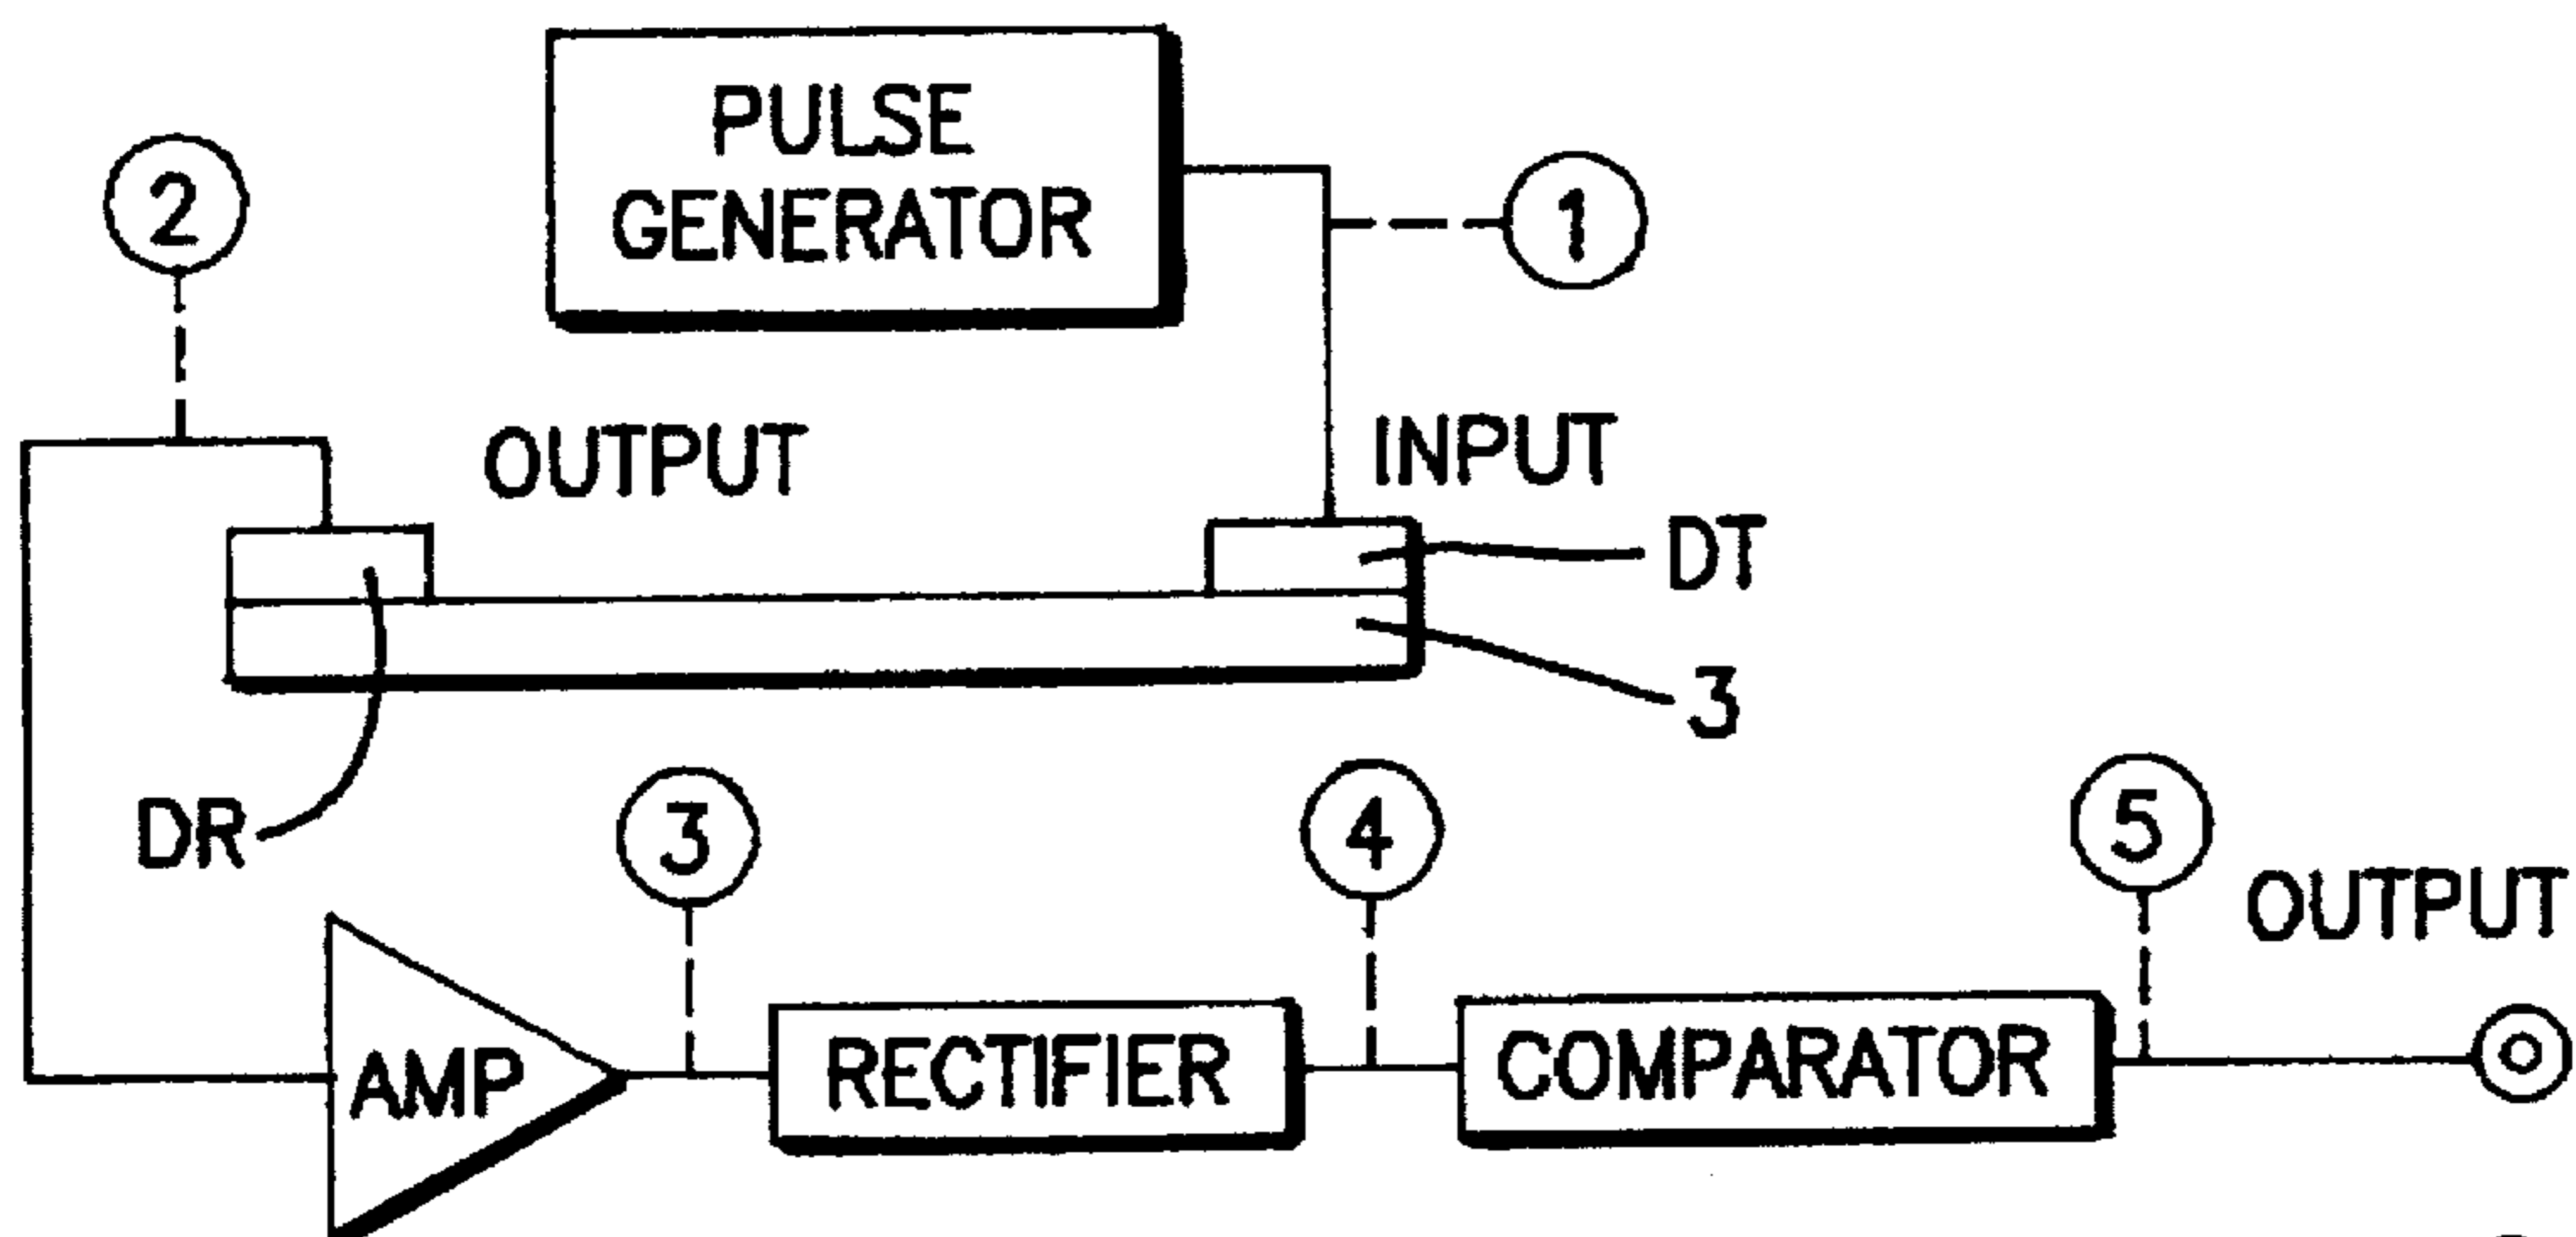 PULSE
GENERATOR
2
1
OUTPUT
INPUT
DT
3
DR
3
4
5
OUTPUT
AMP
RECTIFIER
COMPARATOR